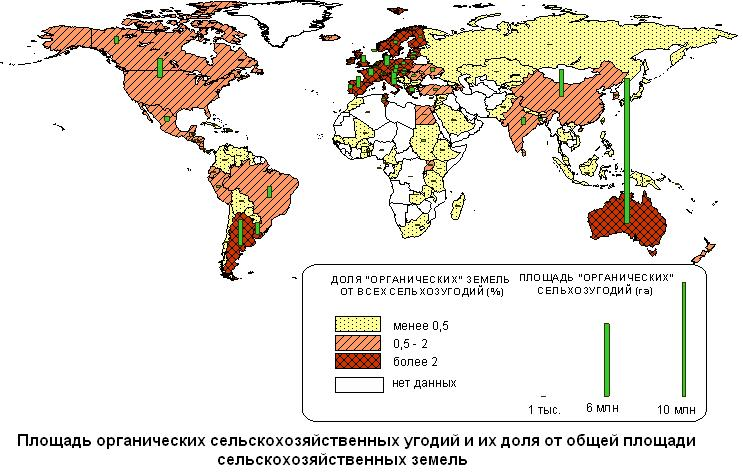 ДОЛЯ "ОРГАНИЧЕСКИХ" ЗЕМЕЛЬ
ОТ ВСЕХ СЕЛЬХОЗУГОДИЙ (%)
менее 0,5
0,5 - 2
более 2
нет данных
ПЛОЩАДЬ "ОРГАНИЧЕСКИХ"
СЕЛЬХОЗУГОДИЙ (га)
1 тыс.
6 млн
10 млн
Площадь органических сельскохозяйственных угодий и их доля от общей площади
сельскохозяйственных земель